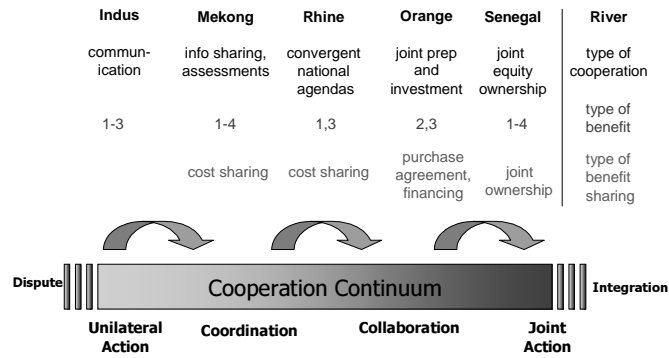 Indus Mekong Rhine Orange Senegal River
commun- info sharing, convergent joint prep joint type of
ication assessments national and equity cooperation
agendas investment ownership
1-3 1-4 1,3 2,3 1-4 type of
benefit
cost sharing cost sharing purchase joint type of
agreement, ownership benefit
financing sharing
Dispute Cooperation Continuum Integration
Unilateral Coordination Collaboration Joint
Action Action